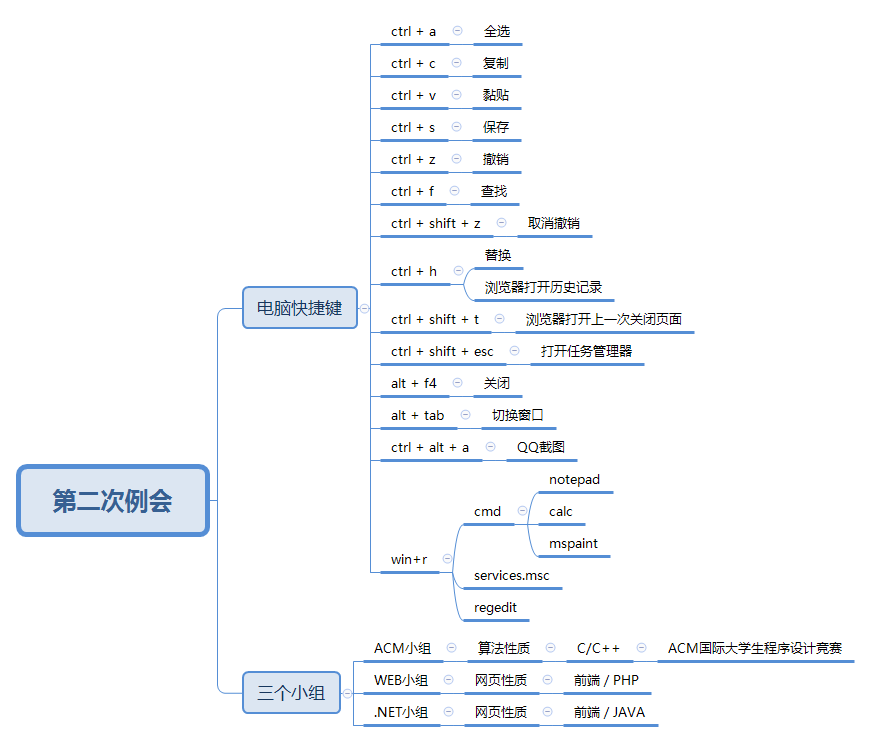 ctrl + a 全选
ctrl + c 复制
ctrl + v 黏贴
ctrl + s 保存
ctrl + z 撤销
ctrl + f 查找
ctrl + shift + z 取消撤销
替换
ctrl + h
浏览器打开历史记录
电脑快捷键
ctrl + shift + t 浏览器打开上一次关闭页面
ctrl + shift + esc 打开任务管理器
alt + f4 关闭
alt + tab 切换窗口
ctrl + alt + a QQ截图
notepad
第二次例会
cmd calc
mspaint
win+r
services.msc
regedit
ACM小组 算法性质 C/C++ ACM国际大学生程序设计竞赛
三个小组
WEB小组 网页性质 前端 / PHP
.NET小组 网页性质 前端 / JAVA